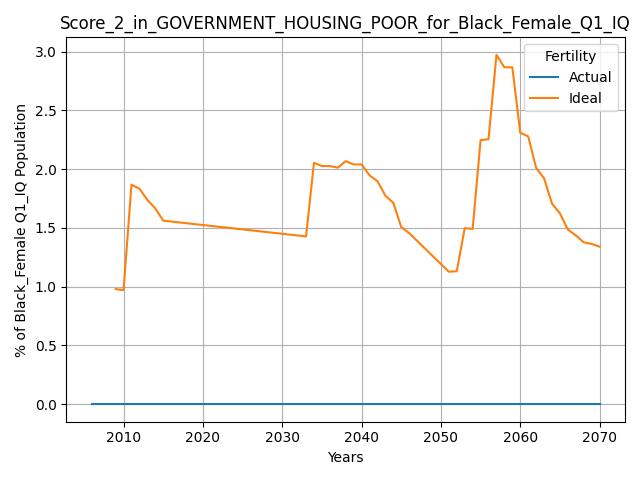 Score_2_in_GOVERNMENT_HOUSING_POOR_for_Black_Female_Q1_IQ
Fertility
Actual
Ideal
% of Black_Female Q1_IQ Population
3.0
2.5
2.0
1.5
1.0
0.5
0.0
2010 2020 2030 2040 2050 2060 2070
Years